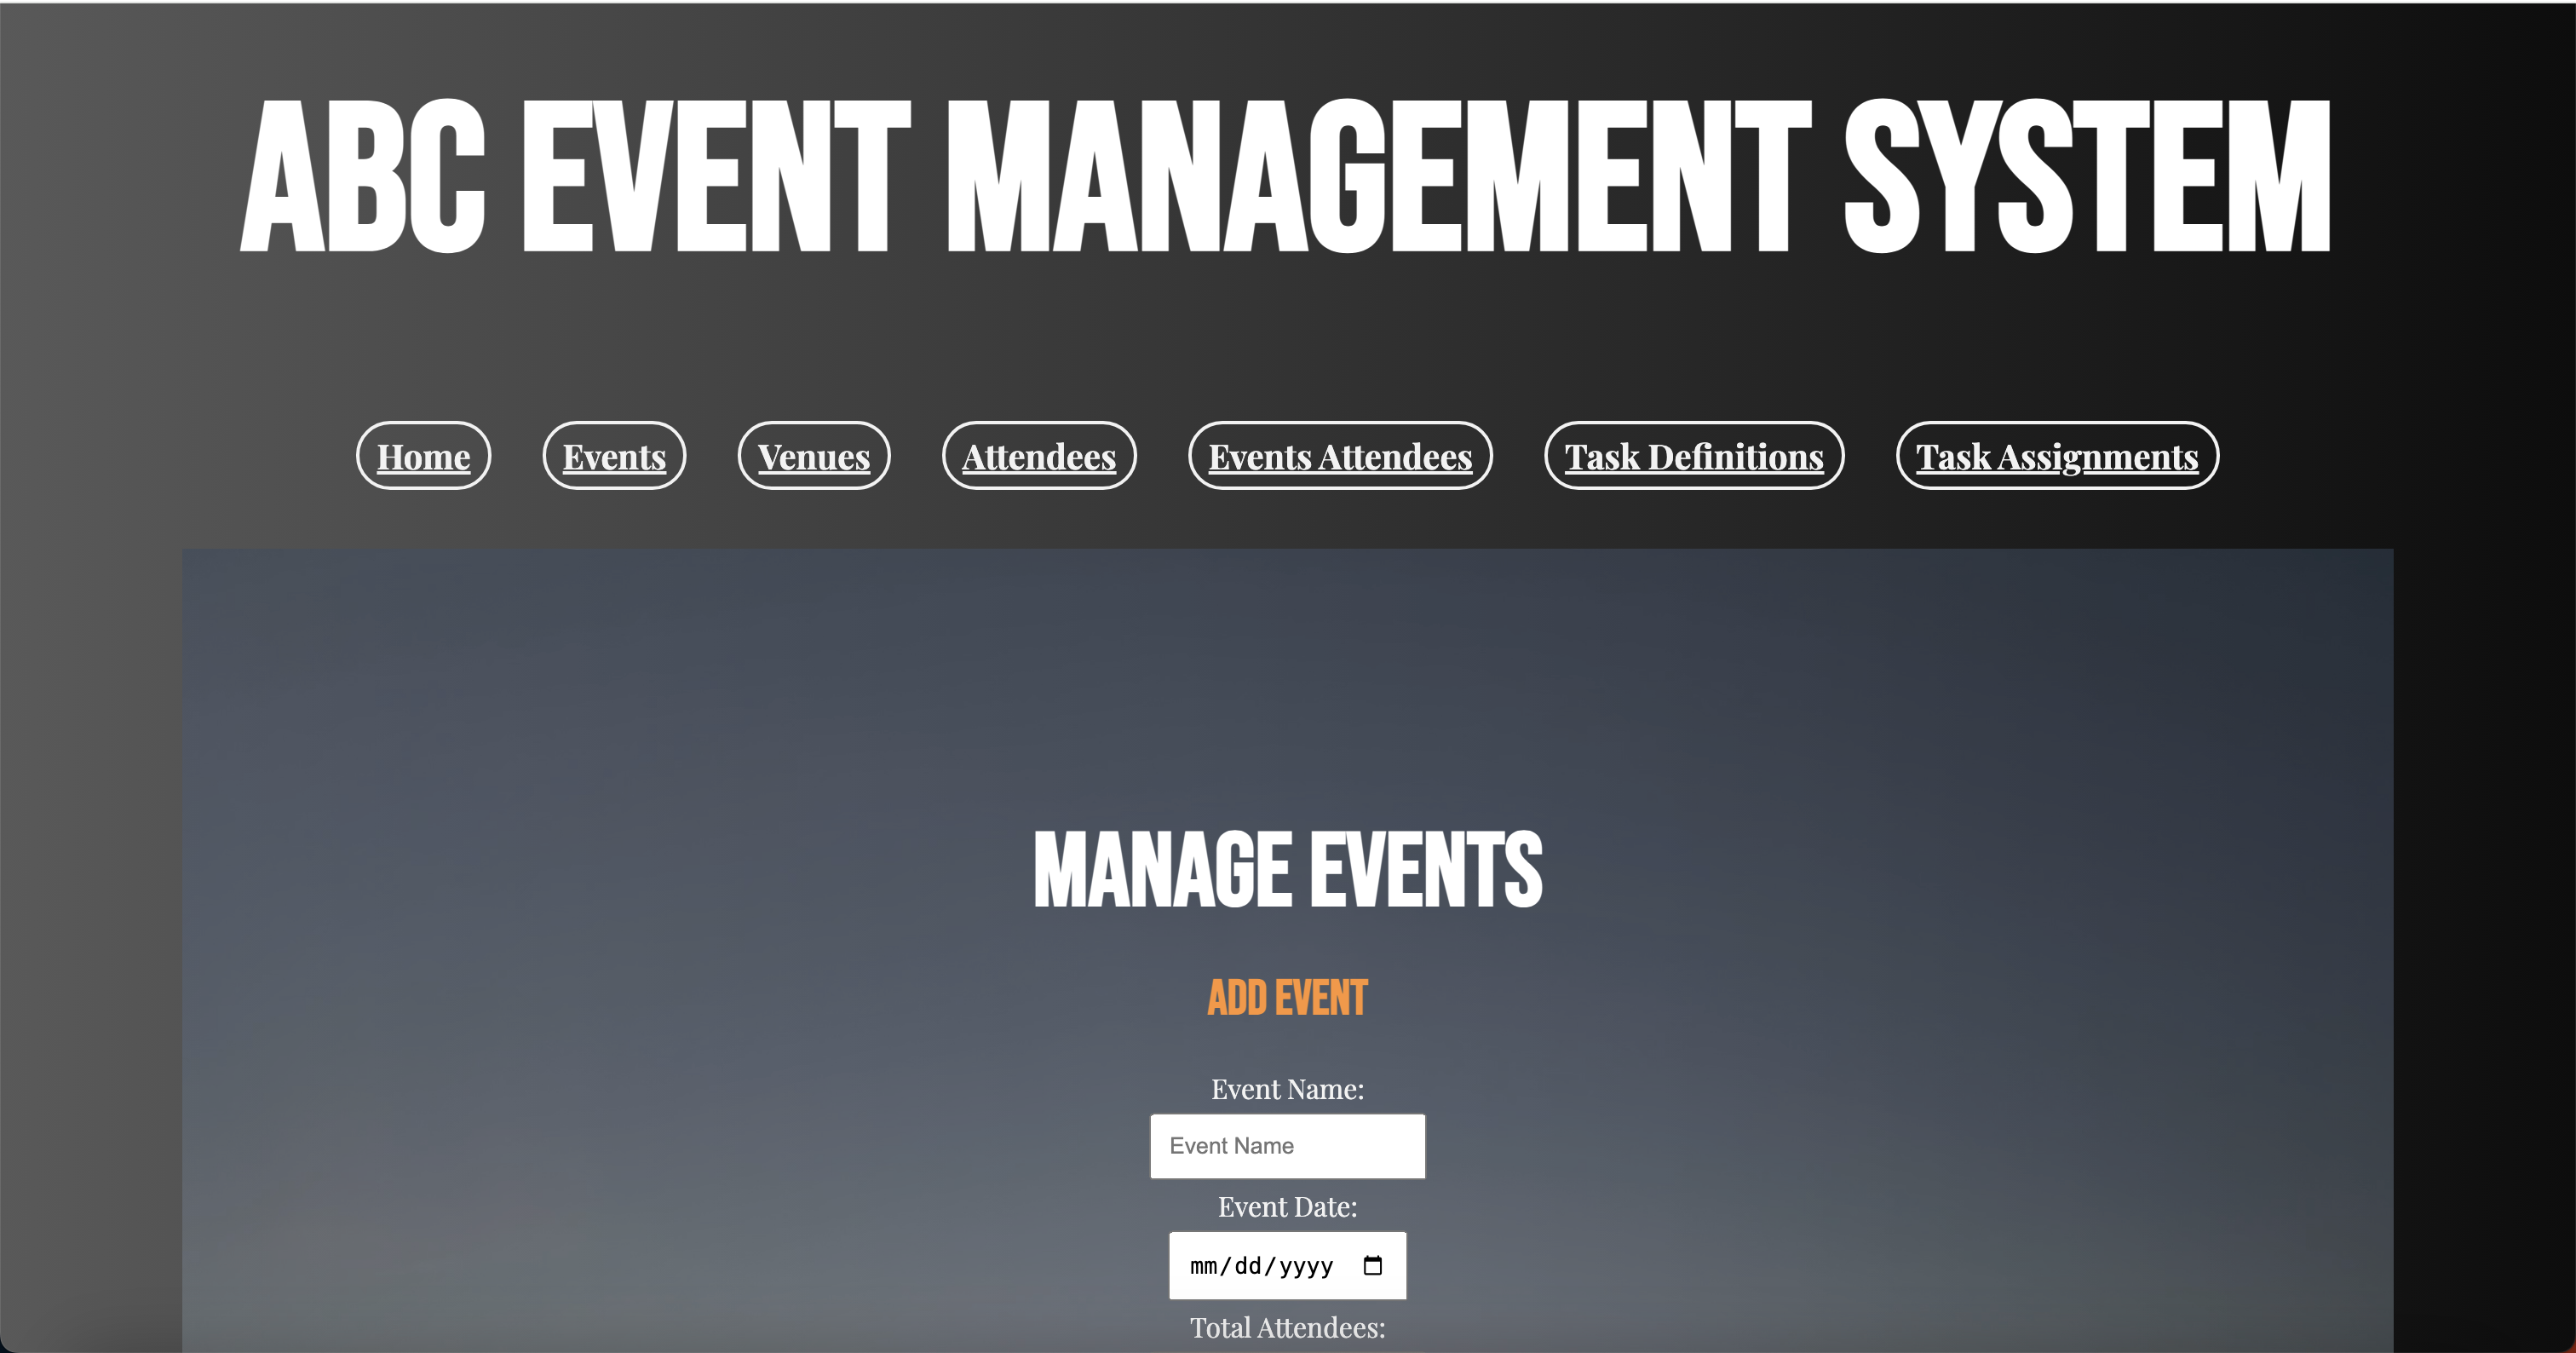 ABC EVENT MANAGEMENT SYSTEM
Home Events Venues Attendees Events Attendees Task Definitions Task Assignments
MANAGE EVENTS
ADD EVENT
Event Name:
Event Name
Event Date:
mm/dd/yyyy
Total Attendees: